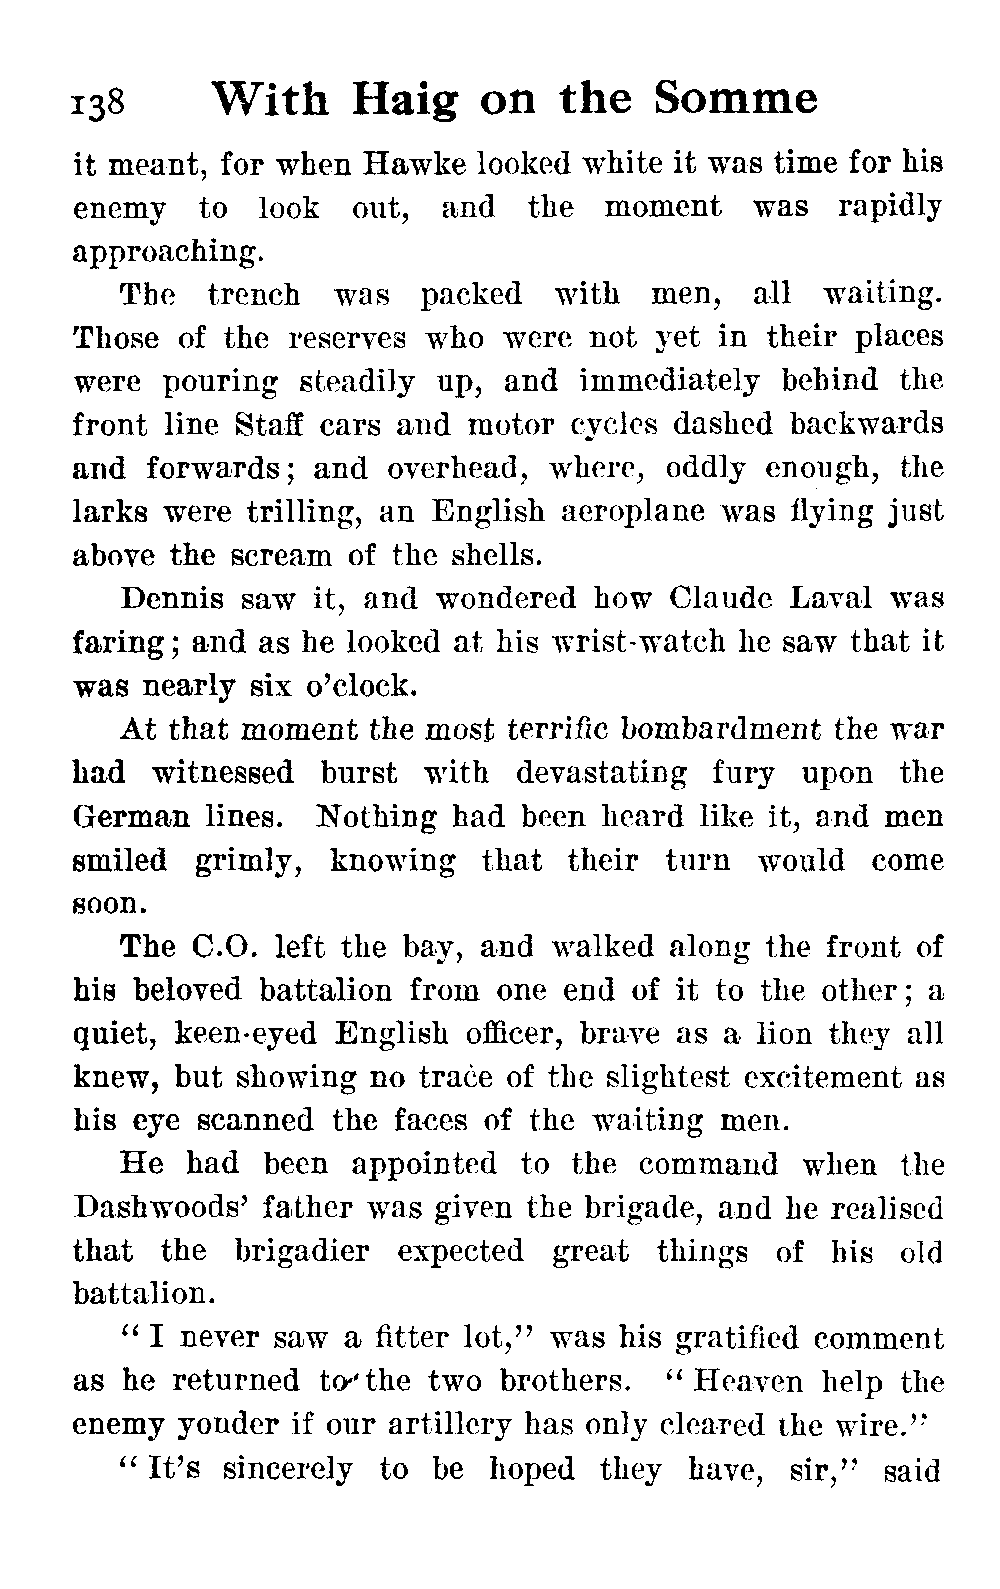 138 With Haig on the Somme
it meant, for when Hawke looked white it was time for his
enemy to look out, and the moment was rapidly
approaching.
The trench was packed with men, all waiting.
Those of the reserves who were not yet in their places
were pouring steadily up, and immediately behind the
front line Staff cars and motor cycles dashed backwards
and forwards; and overhead, where, oddly enough, the
larks were trilling, an English aeroplane was flying just
above the scream of the shells.
Dennis saw it, and wondered how Claude Laval was
faring; and as he looked at his wrist-watch he saw that it
was nearly six o'clock.
At that moment the most terrific bombardment the war
had witnessed burst with devastating fury upon the
German lines. Nothing had been heard like it, and men
smiled grimly, knowing that their turn would come
soon.
The C.O. left the bay, and walked along the front of
his beloved battalion from one end of it to the other; a
quiet, keen-eyed English officer, brave as a lion they all
knew, but showing no trace of the slightest excitement as
his eye scanned the faces of the waiting men.
He had been appointed to the command when the
Dashwoods' father was given the brigade, and he realised
that the brigadier expected great things of his old
battalion.
"I never saw a fitter lot," was his gratified comment
as he returned to the two brothers. "Heaven help the
enemy yonder if our artillery has only cleared the wire."
"It's sincerely to be hoped they have, sir," said